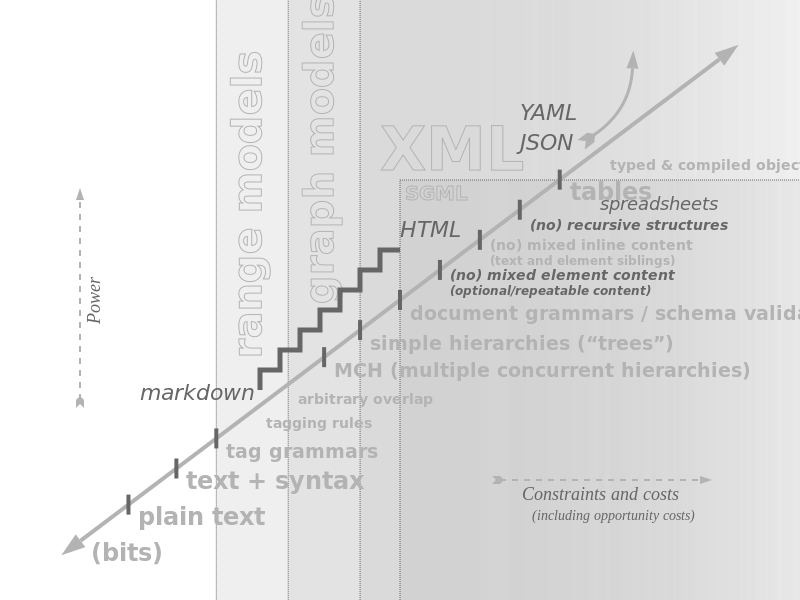 range models
graph models
YAML
JSON
XML
SGML
typed & compiled objec
tables
spreadsheets
(no) recursive structures
HTML
(no) mixed inline content
(text and element siblings)
(no) mixed element content
(optional/repeatable content)
document grammars / schema valida
simple hierarchies (“trees”)
MCH (multiple concurrent hierarchies)
Power
markdown
arbitrary overlap
tagging rules
tag grammars
text + syntax
plain text
(bits)
Constraints and costs
(including opportunity costs)